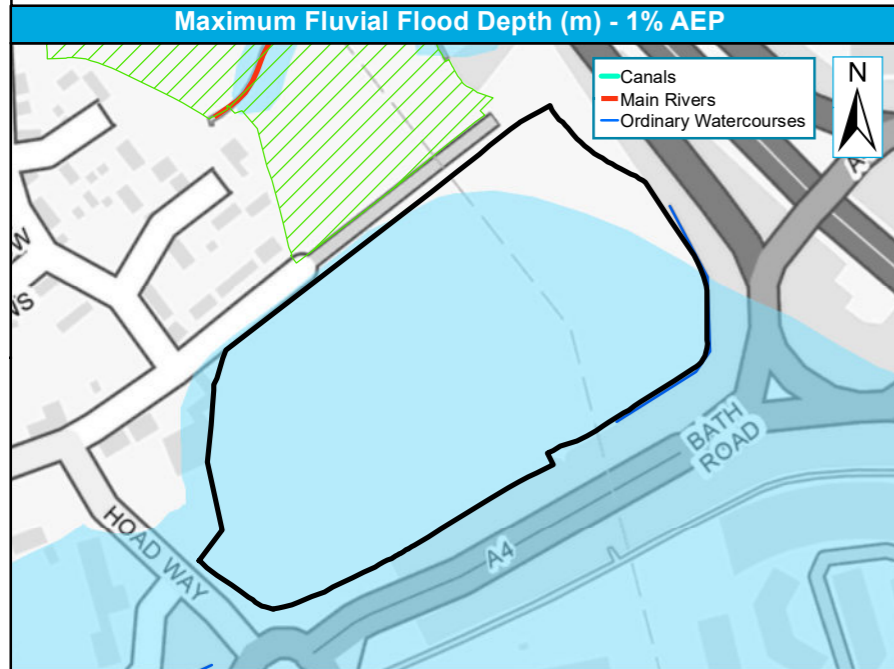 Maximum Fluvial Flood Depth (m) - 1% AEP
Canals
Main Rivers
Ordinary Watercourses
N
W
HOAD WAY
BATH
ROAD
A4